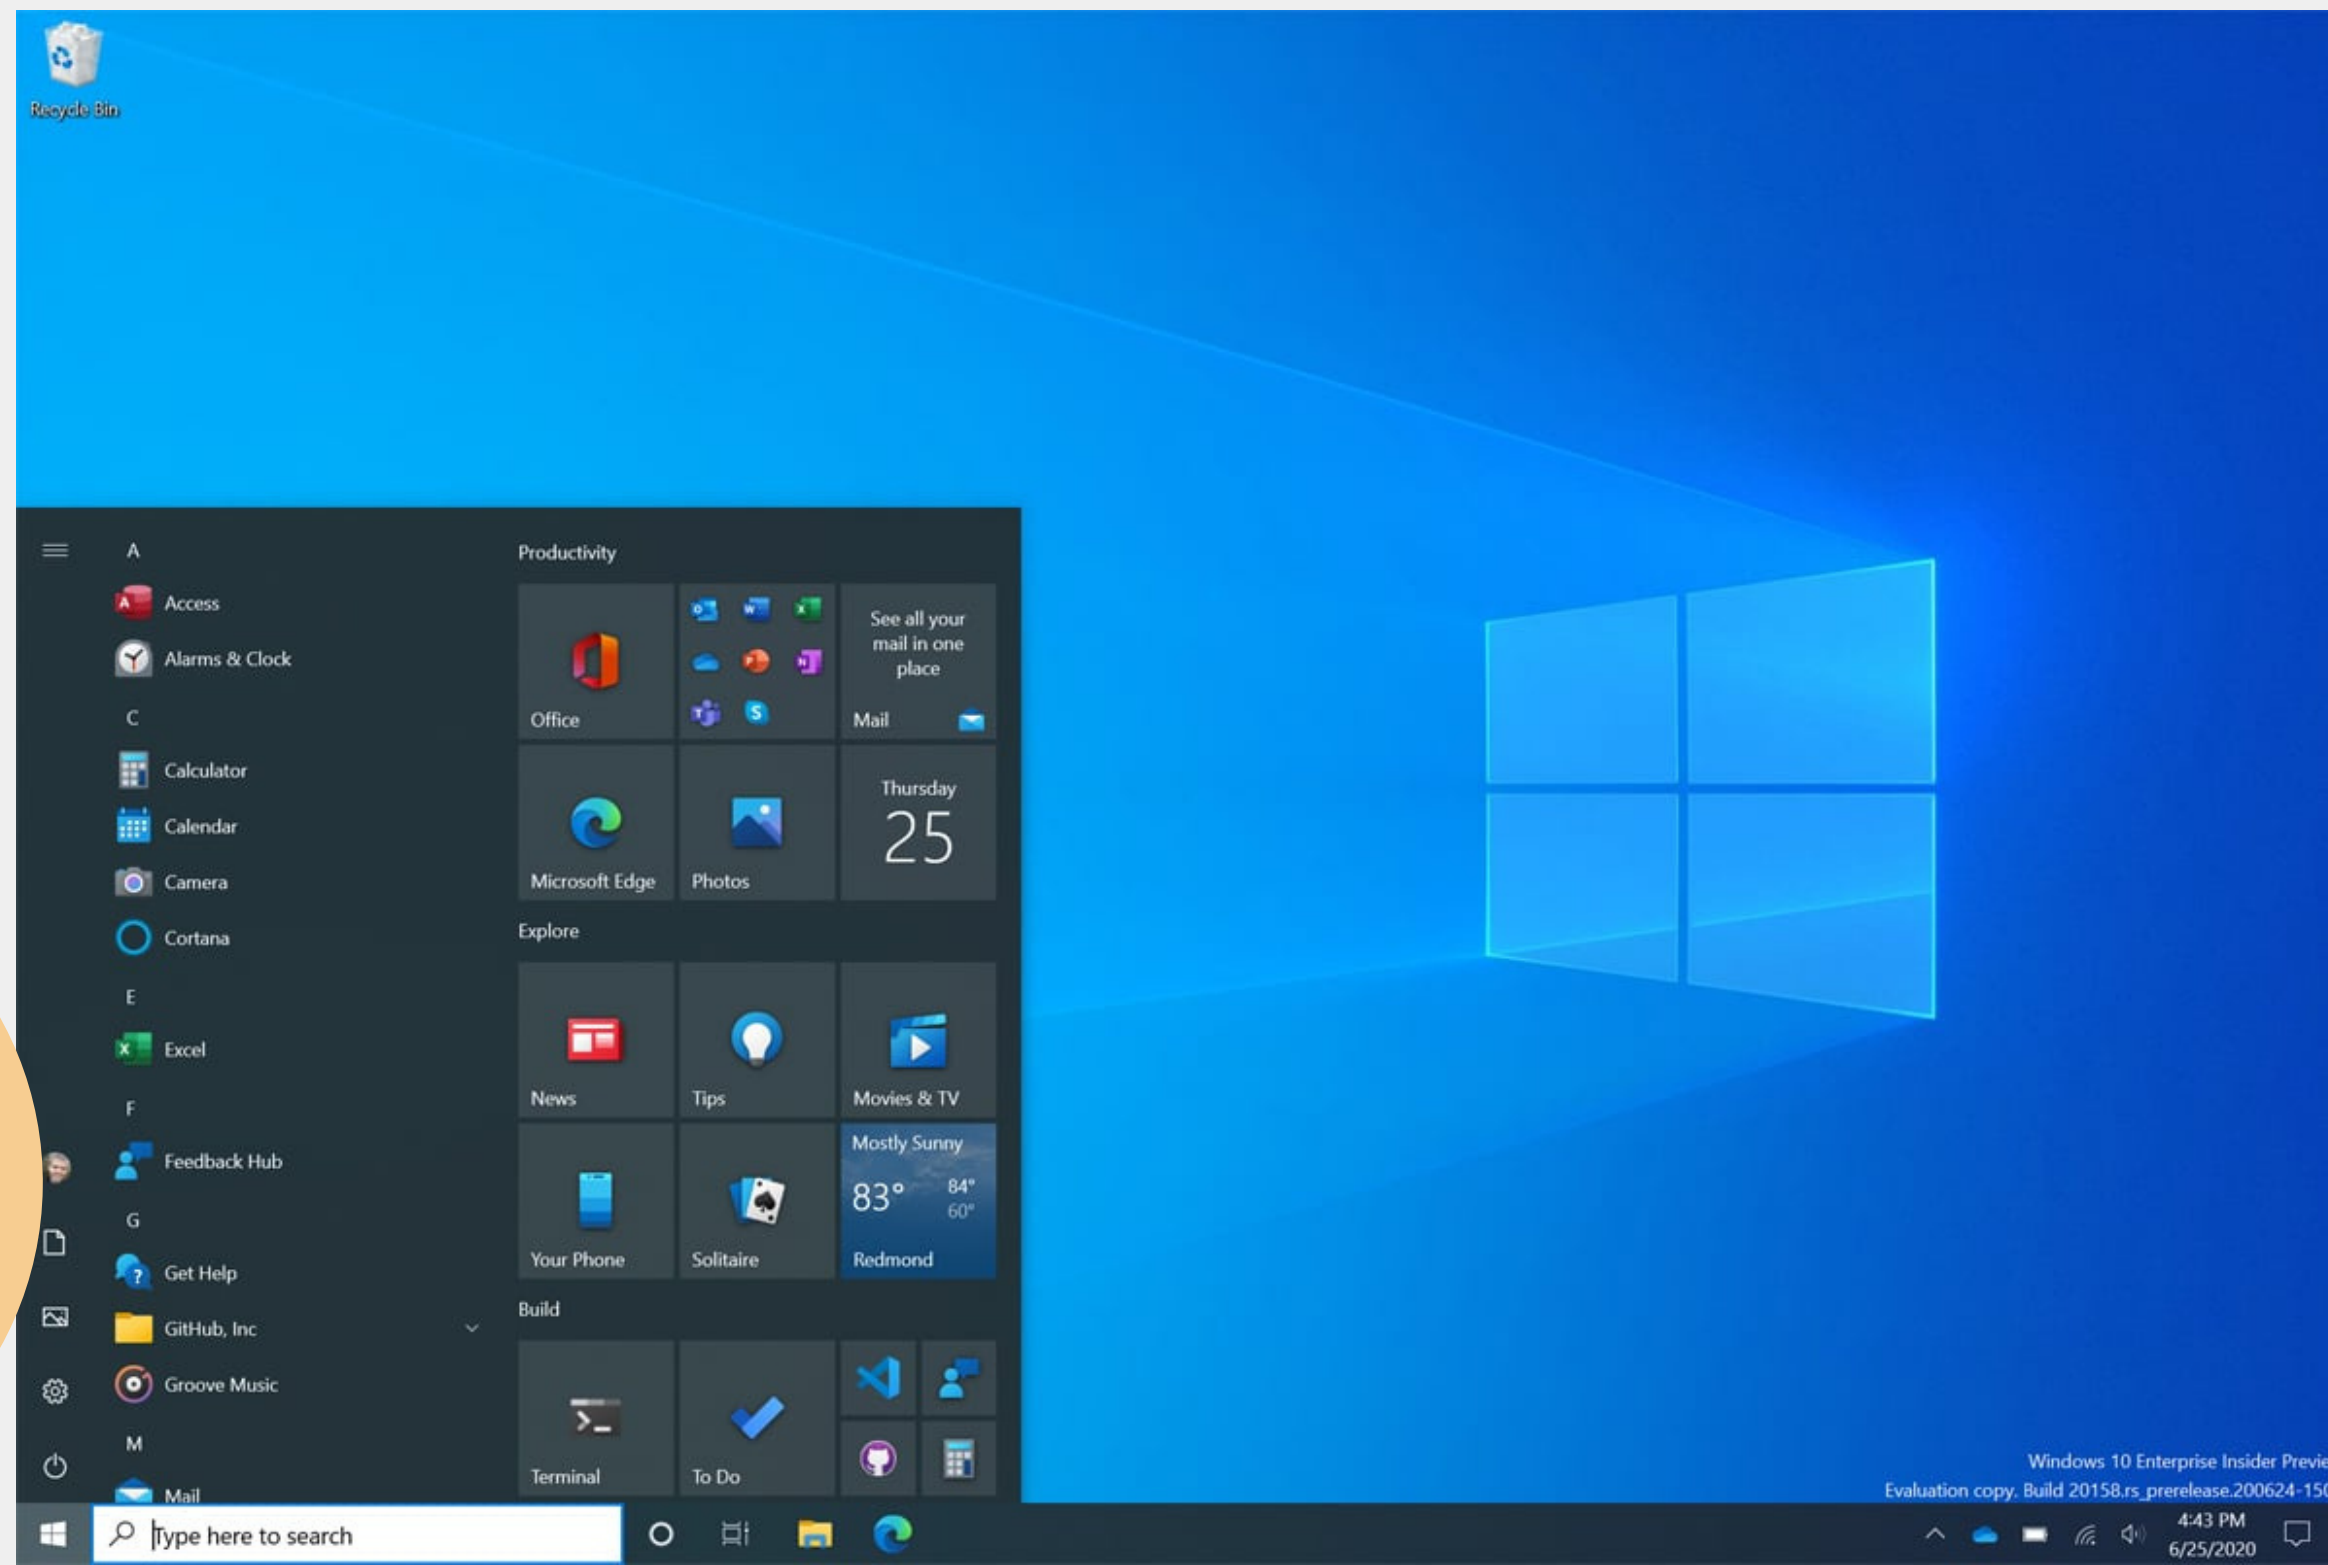 Recycle Bin
A
Access
Alarms & Clock
C
Calculator
Calendar
Camera
Cortana
E
Excel
F
Feedback Hub
G
Get Help
GitHub, Inc
Groove Music
M
Mail
Productivity
Office
See all your
mail in one
place
Mail
Microsoft Edge
Photos
Thursday
25
Explore
News
Tips
Movies & TV
Your Phone
Solitaire
Mostly Sunny
83° 84°
60°
Redmond
Build
Terminal
To Do
Windows 10 Enterprise Insider Previe
Evaluation copy. Build 20158.rs_prerelease.200624-150
Type here to search
4:43 PM
6/25/2020